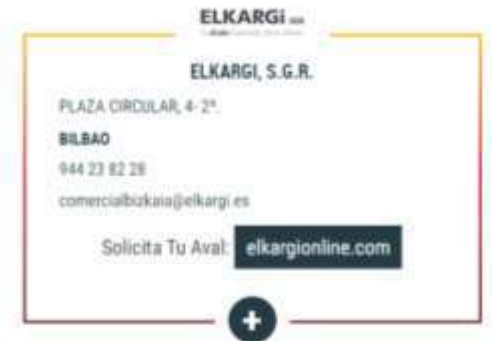 ELKARGi
ELKARGI, S.G.R.
PLAZA CIRCULAR, 4- 2ª.
BILBAO
944 23 82 28
comercialbizkaia@elkargi.es
Solicita Tu Aval: elkargionline.com